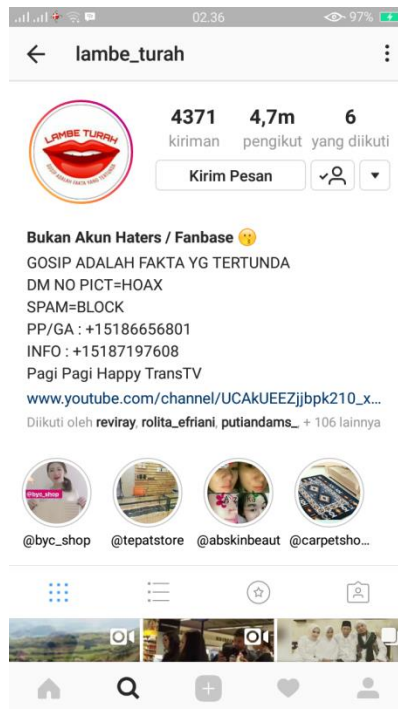 02.36
97%
lambe_turah
LAMBE TURAH
4371 4,7m 6
kiriman pengikut yang diikuti
Kirim Pesan
Bukan Akun Haters / Fanbase 😗
GOSIP ADALAH FAKTA YG TERTUNDA
DM NO PICT=HOAX
SPAM=BLOCK
PP/GA : +15186656801
INFO : +15187197608
Pagi Pagi Happy TransTV
www.youtube.com/channel/UCAkUEEZjjbpk210_x...
Diikuti oleh reviray, rolita_efriani, putiandams_, + 106 lainnya
@byc_shop
@byc_shop @tepatstore @abskinbeaut @carpetsho...